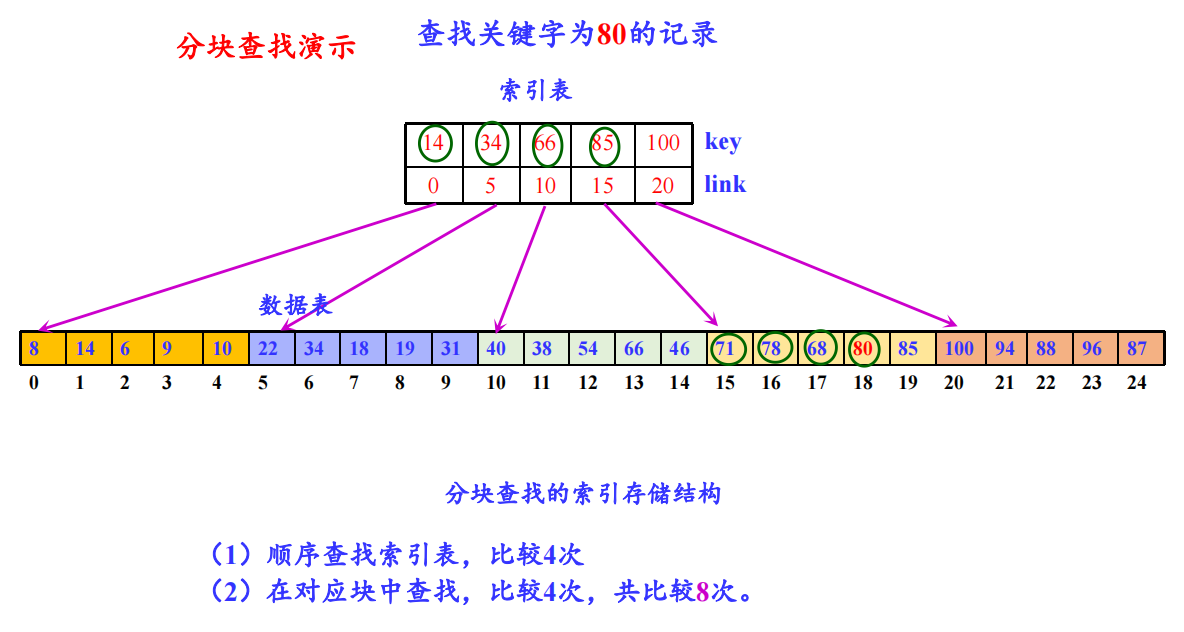 分块查找演示
查找关键字为80的记录
索引表
14 34 66 85 100 key
0 5 10 15 20 link
数据表
8 14 6 9 10 22 34 18 19 31 40 38 54 66 46 71 78 68 80 85 100 94 88 96 87
0 1 2 3 4 5 6 7 8 9 10 11 12 13 14 15 16 17 18 19 20 21 22 23 24
分块查找的索引存储结构
（1）顺序查找索引表，比较4次
（2）在对应块中查找，比较4次，共比较8次。